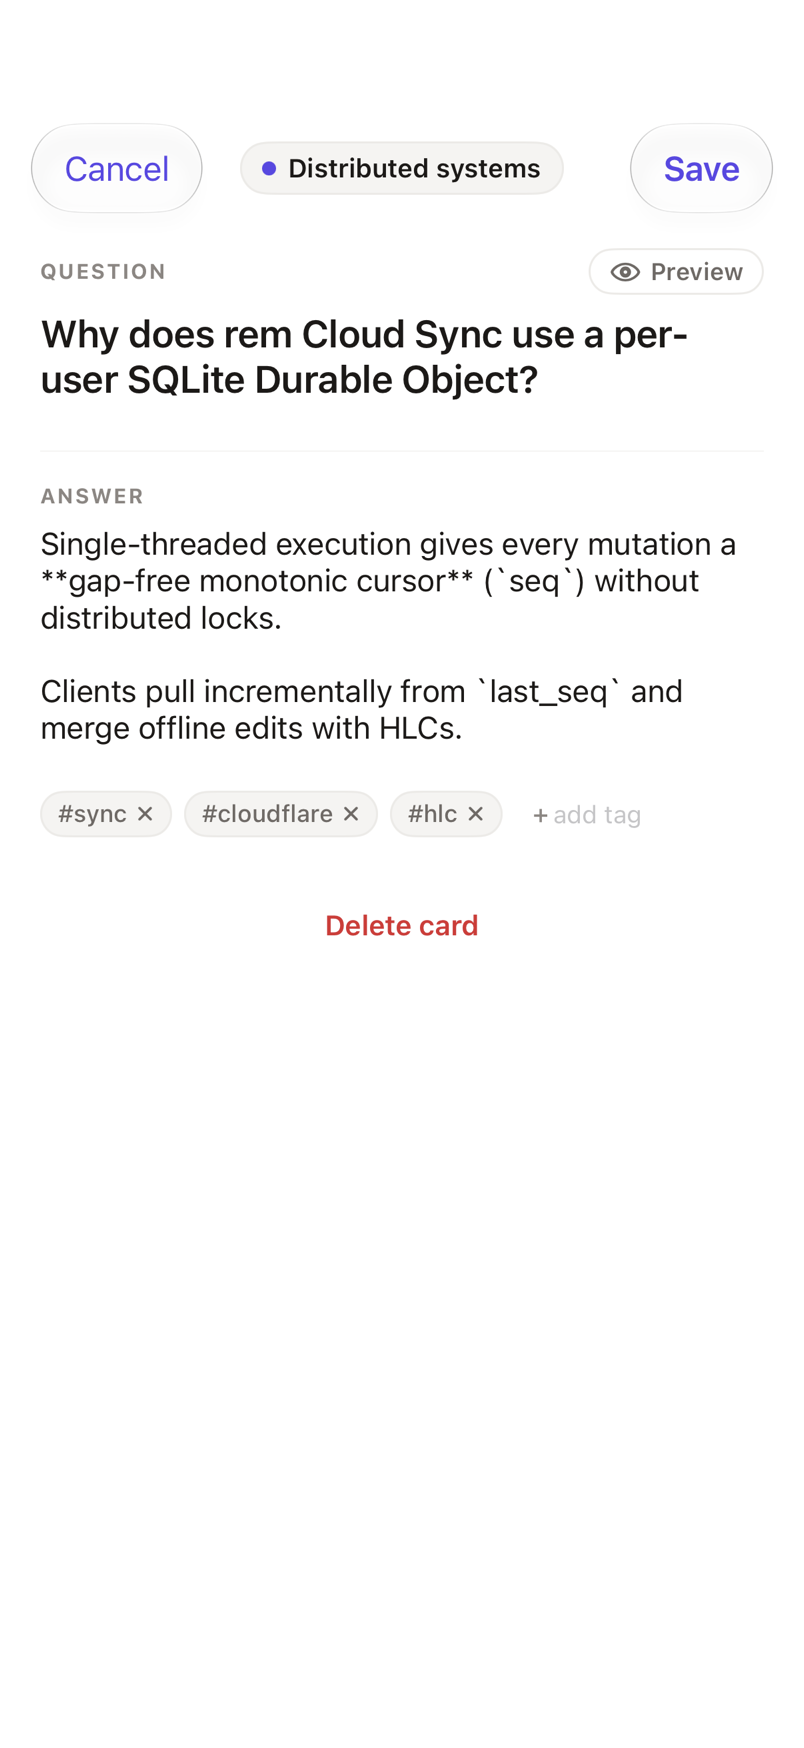 Cancel
Distributed systems
Save
QUESTION
Preview
Why does rem Cloud Sync use a per-
user SQLite Durable Object?
ANSWER
Single-threaded execution gives every mutation a
**gap-free monotonic cursor** (`seq`) without
distributed locks.
Clients pull incrementally from `last_seq` and
merge offline edits with HLCs.
#sync ✕ #cloudflare ✕ #hlc ✕ + add tag
Delete card